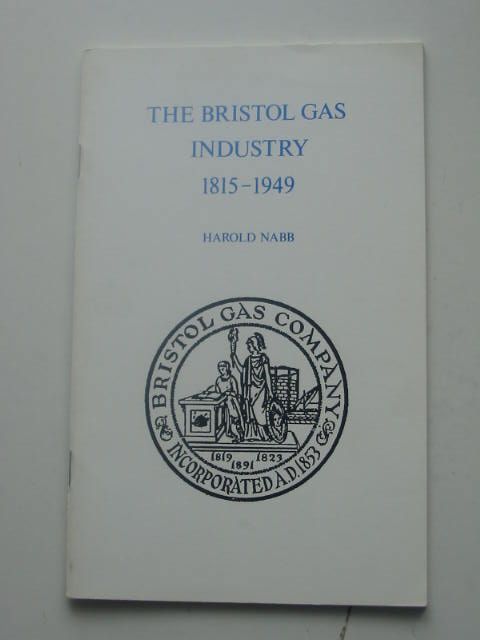 THE BRISTOL GAS
INDUSTRY
1815-1949
HAROLD NABB
BRISTOL GAS COMPANY
1819 1823
1891
INCORPORATED A.D. 1853